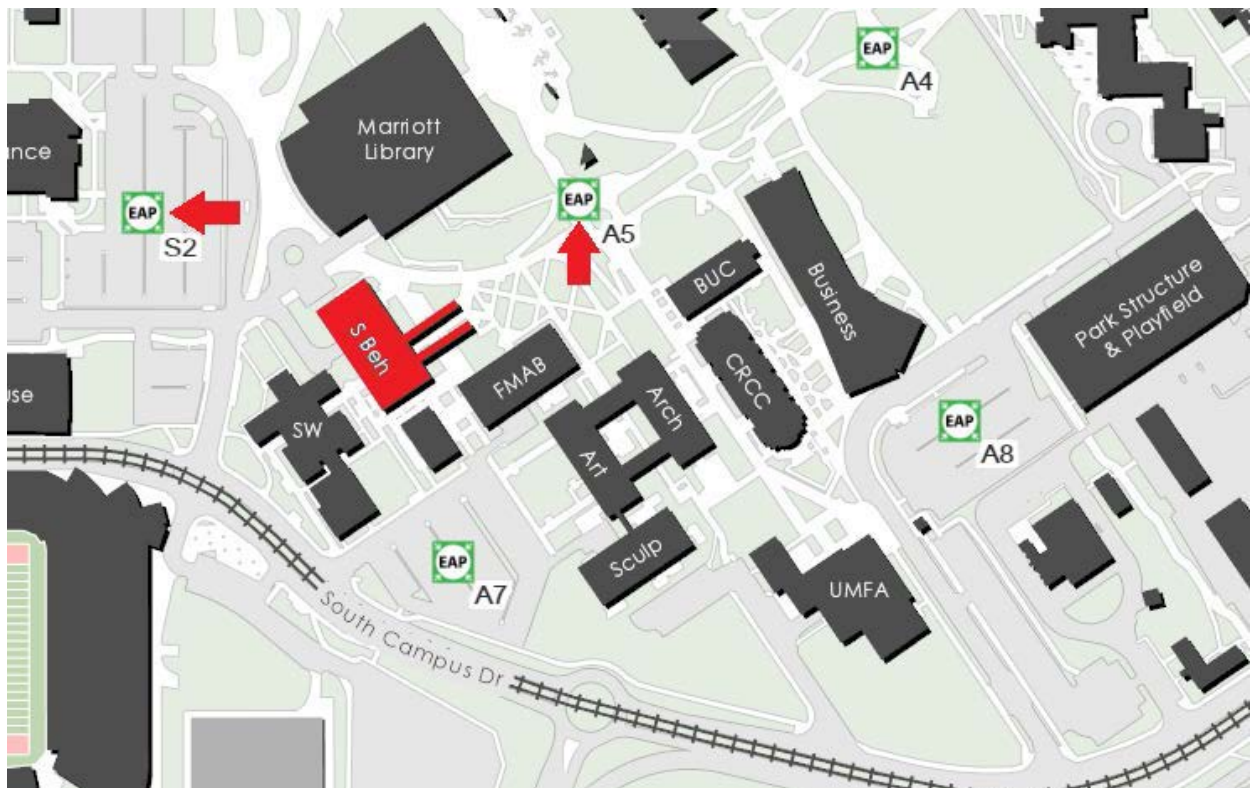 EAP
A4
Marriott
Library
nce
EAP
S2
EAP
A5
BUC
Business
Park Structure
& Playfield
S Beh
FMAB
CRCC
Arch
use
SW
Art
EAP
A8
Sculp
EAP
A7
UMFA
South Campus Dr